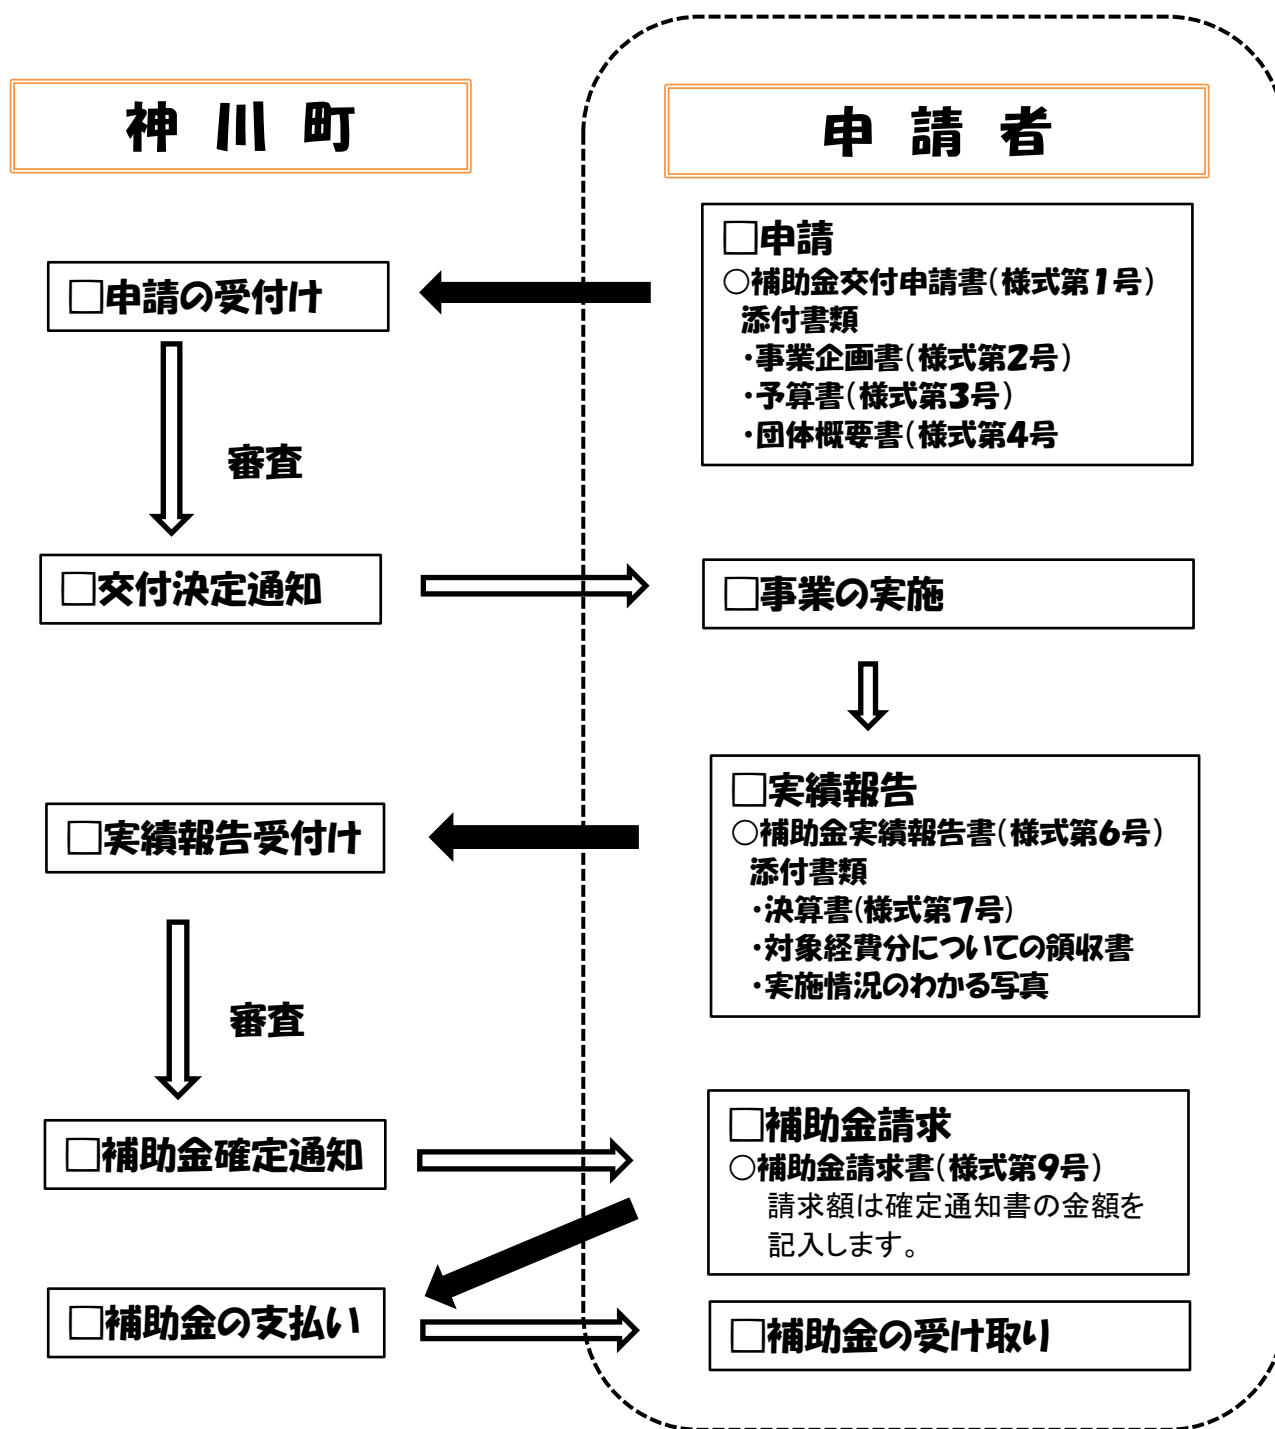 神川町
申請者
□申請
○補助金交付申請書(様式第1号)
添付書類
・事業企画書(様式第2号)
・予算書(様式第3号)
・団体概要書(様式第4号
□申請の受付け
審査
□交付決定通知
□事業の実施
□実績報告
○補助金実績報告書(様式第6号)
添付書類
・決算書(様式第7号)
・対象経費分についての領収書
・実施情況のわかる写真
□実績報告受付け
審査
□補助金確定通知
□補助金請求
○補助金請求書(様式第9号)
請求額は確定通知書の金額を
記入します。
□補助金の支払い
□補助金の受け取り